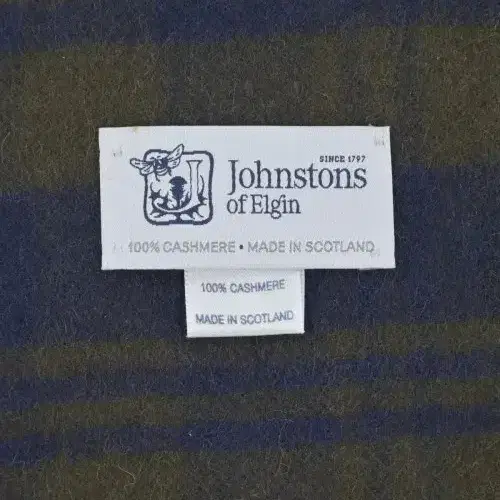 SINCE 1797
Johnstons
of Elgin
100% CASHMERE • MADE IN SCOTLAND
100% CASHMERE
MADE IN SCOTLAND